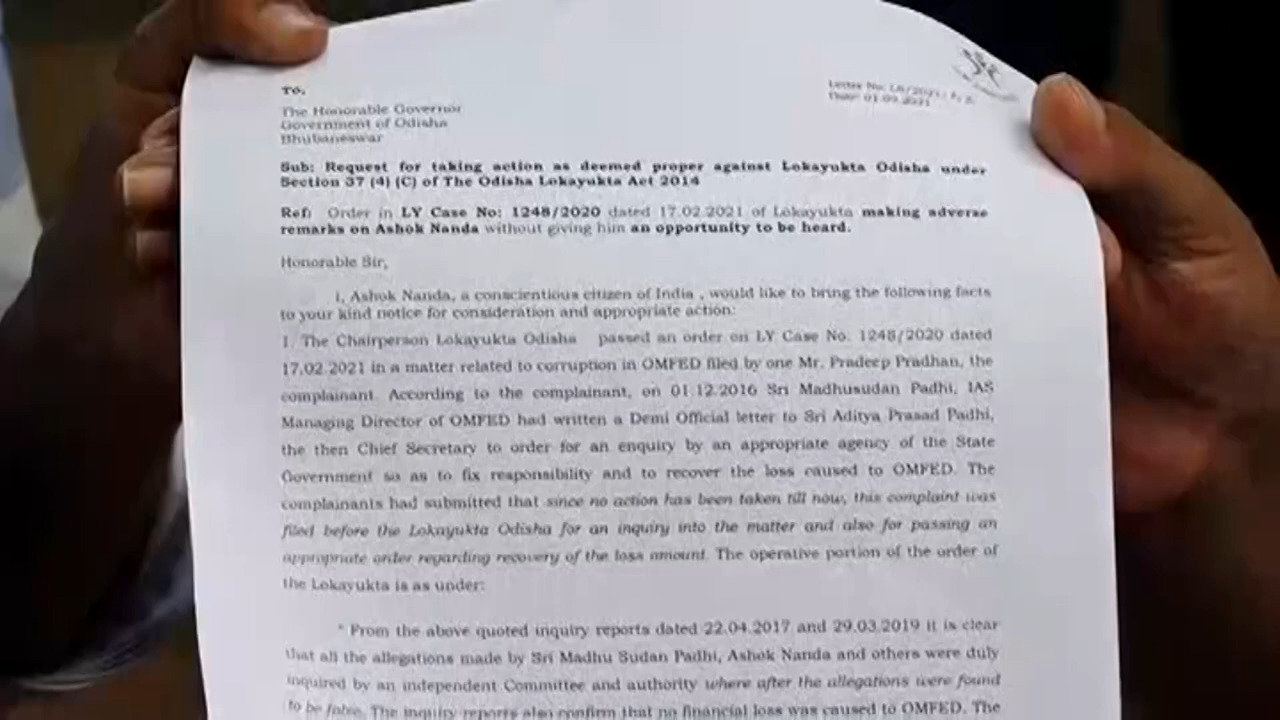 To,
Letter No: LS/2021/
Date: 01.09.2021
The Honorable Governor
Government of Odisha
Bhubaneswar
Sub: Request for taking action as deemed proper against Lokayukta Odisha under
Section 37 (4) (C) of The Odisha Lokayukta Act 2014
Ref: Order in LY Case No: 1248/2020 dated 17.02.2021 of Lokayukta making adverse
remarks on Ashok Nanda without giving him an opportunity to be heard.
Honorable Sir,
I, Ashok Nanda, a conscientious citizen of India , would like to bring the following facts
to your kind notice for consideration and appropriate action:
1. The Chairperson Lokayukta Odisha passed an order on LY Case No. 1248/2020 dated
17.02.2021 in a matter related to corruption in OMFED filed by one Mr. Pradeep Pradhan, the
complainant. According to the complainant, on 01.12.2016 Sri Madhusudan Padhi, IAS
Managing Director of OMFED had written a Demi Official letter to Sri Aditya Prasad Padhi,
the then Chief Secretary to order for an enquiry by an appropriate agency of the State
Government so as to fix responsibility and to recover the loss caused to OMFED. The
complainants had submitted that since no action has been taken till now, this complaint was
filed before the Lokayukta Odisha for an inquiry into the matter and also for passing an
appropriate order regarding recovery of the loss amount. The operative portion of the order of
the Lokayukta is as under:
" From the above quoted inquiry reports dated 22.04.2017 and 29.03.2019 it is clear
that all the allegations made by Sri Madhu Sudan Padhi, Ashok Nanda and others were duly
inquired by an independent Committee and authority where after the allegations were found
to be false. The inquiry reports also confirm that no financial loss was caused to OMFED. The